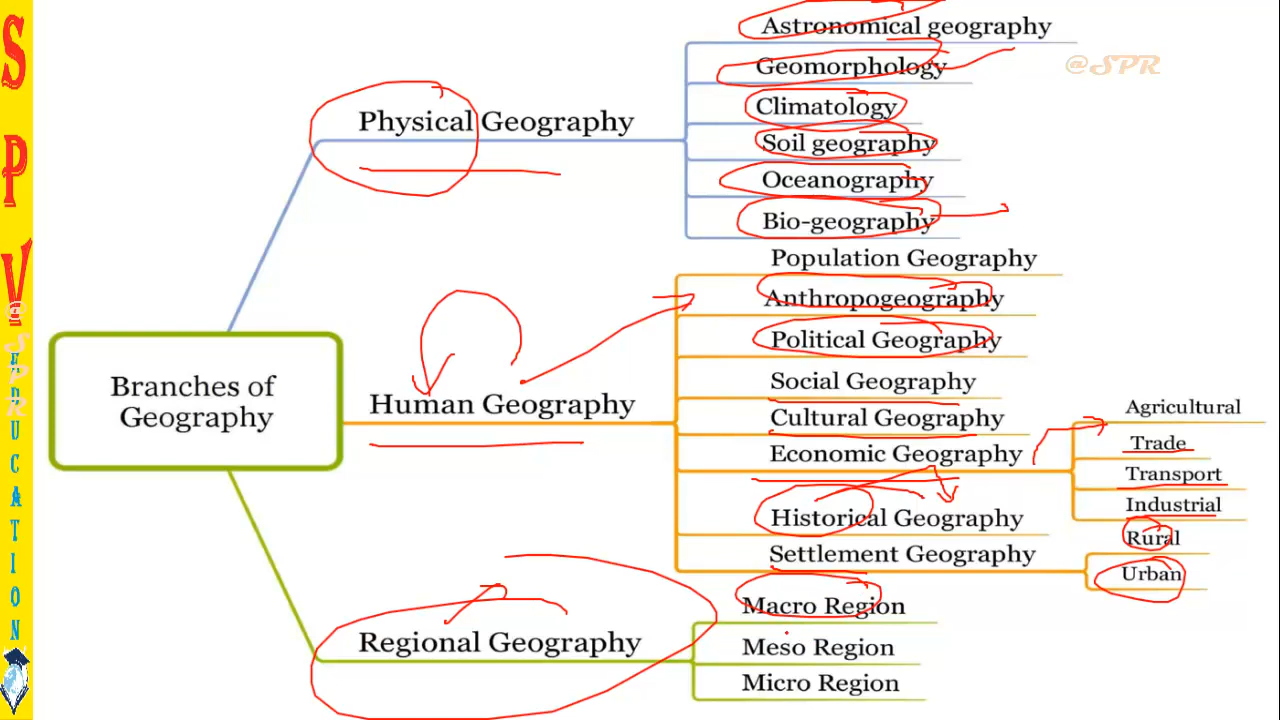 SPV
EDUCATION
@SPR
@SPR
Branches of
Geography
Physical Geography
Astronomical geography
Geomorphology
Climatology
Soil geography
Oceanography
Bio-geography
Human Geography
Population Geography
Anthropogeography
Political Geography
Social Geography
Cultural Geography
Economic Geography
Agricultural
Trade
Transport
Industrial
Historical Geography
Settlement Geography
Rural
Urban
Regional Geography
Macro Region
Meso Region
Micro Region